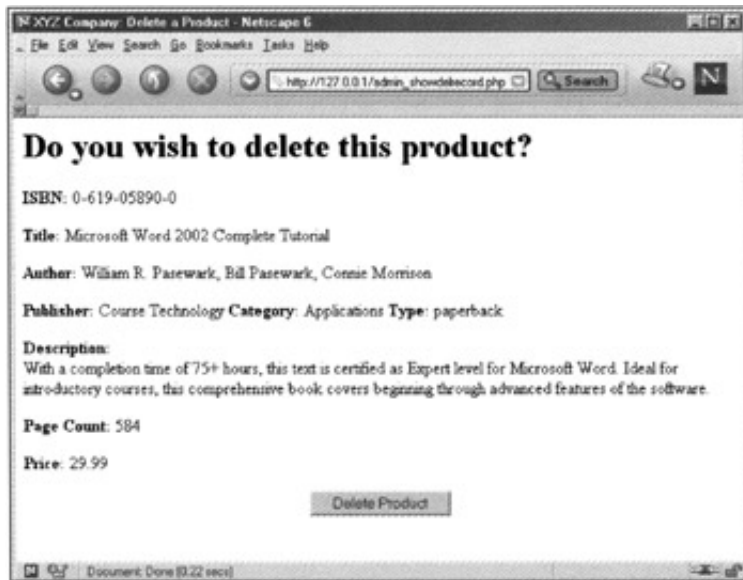 XYZ Company: Delete a Product - Netscape 6
File Edit View Search Go Bookmarks Tasks Help
http://127.0.0.1/admin_showdelrecord.php Search N
Do you wish to delete this product?
ISBN: 0-619-05890-0
Title: Microsoft Word 2002 Complete Tutorial
Author: William R. Pasewark, Bill Pasewark, Connie Morrison
Publisher: Course Technology Category: Applications Type: paperback
Description:
With a completion time of 75+ hours, this text is certified as Expert level for Microsoft Word. Ideal for
introductory courses, this comprehensive book covers beginning through advanced features of the software.
Page Count: 584
Price: 29.99
Delete Product
Document: Done (0.22 secs)